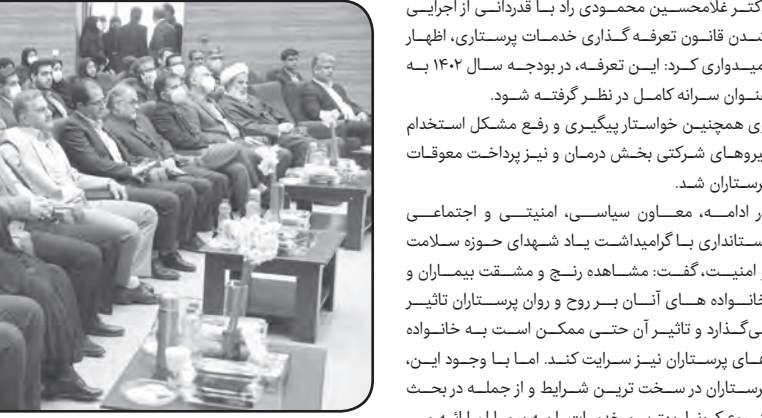 دکتر غلامحسین محمودی راد با قدردانی از اجرایی
شدن قانون تعرفه گذاری خدمات پرستاری، اظهار
امیدواری کرد: این تعرفه، در بودجه سال ۱۴۰۲ به
عنوان سرانه کامل در نظر گرفته شود.
وی همچنین خواستار پیگیری و رفع مشکل استخدام
نیروهای شرکتی بخش درمان و نیز پرداخت معوقات
پرستاران شد.
در ادامه، معاون سیاسی، امنیتی و اجتماعی
استانداری با گرامیداشت یاد شهدای حوزه سلامت
و امنیت، گفت: مشاهده رنج و مشقت بیماران و
خانواده های آنان بر روح و روان پرستاران تاثیر
می‌گذارد و تاثیر آن حتی ممکن است به خانواده
های پرستاران نیز سرایت کند. اما با وجود این،
پرستاران در سخت ترین شرایط و از جمله در بحث